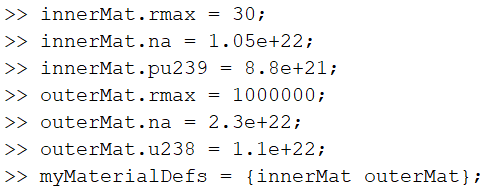 >> innerMat.rmax = 30;
>> innerMat.na = 1.05e+22;
>> innerMat.pu239 = 8.8e+21;
>> outerMat.rmax = 1000000;
>> outerMat.na = 2.3e+22;
>> outerMat.u238 = 1.1e+22;
>> myMaterialDefs = {innerMat outerMat};